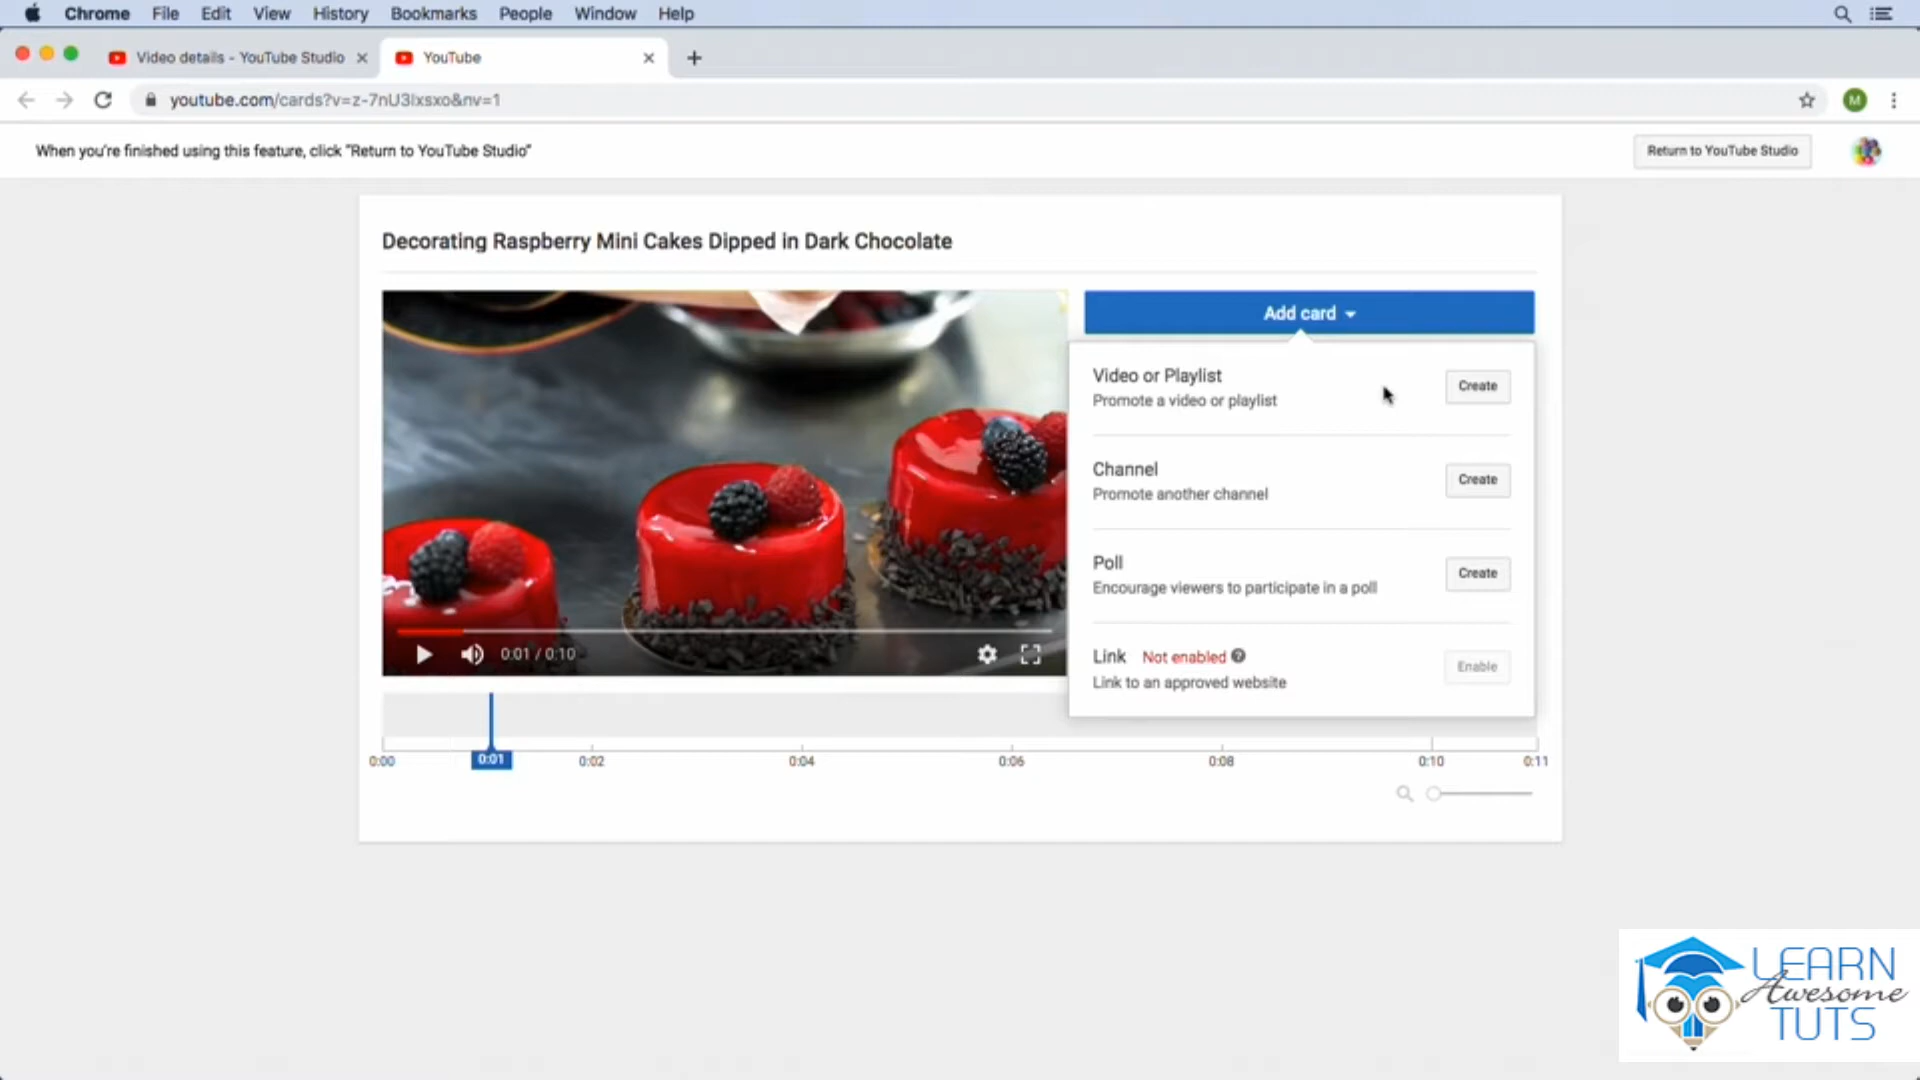 Chrome File Edit View History Bookmarks People Window Help
Video details - YouTube Studio
YouTube
youtube.com/cards?v=z-7nU3lxsxo&nv=1
M
When you're finished using this feature, click "Return to YouTube Studio"
Return to YouTube Studio
Decorating Raspberry Mini Cakes Dipped in Dark Chocolate
Add card
Video or Playlist
Promote a video or playlist
Create
Channel
Promote another channel
Create
Poll
Encourage viewers to participate in a poll
Create
Link Not enabled ?
Link to an approved website
Enable
0:01 / 0:10
0:00 0:01 0:02 0:04 0:06 0:08 0:10 0:11
LEARN
Awesome
TUTS